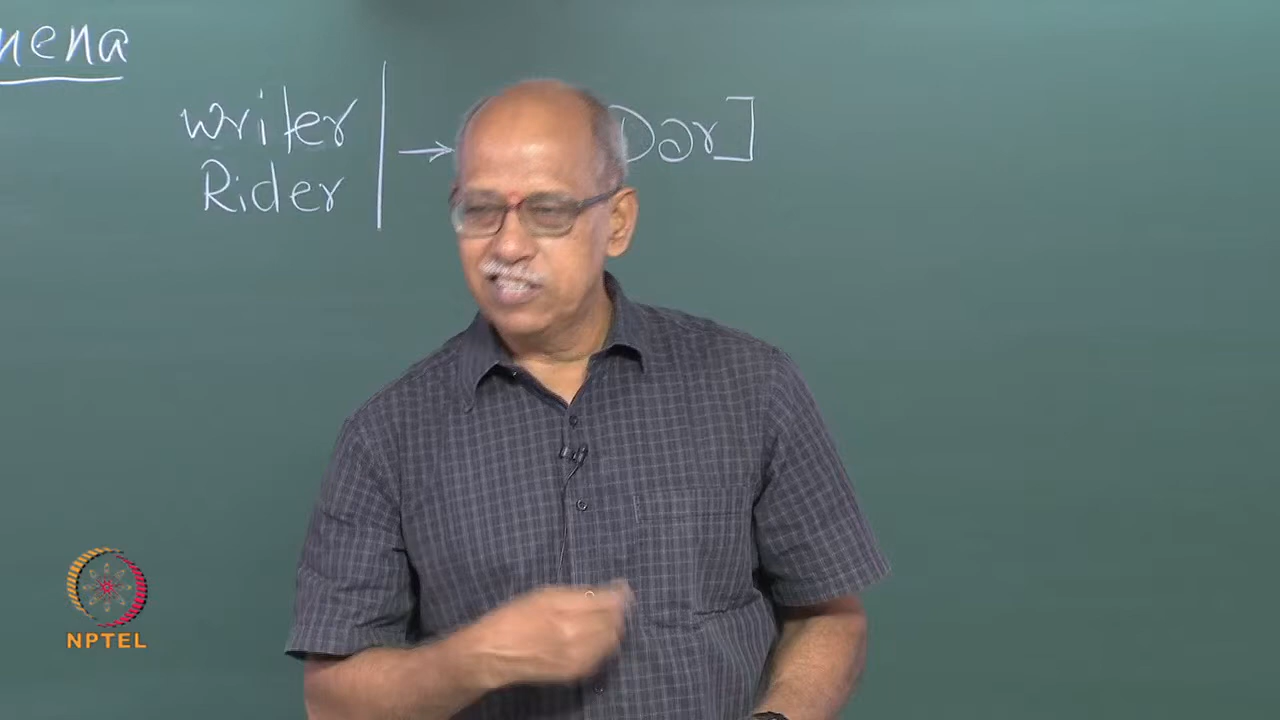 nena
writer → Dər]
Rider
NPTEL